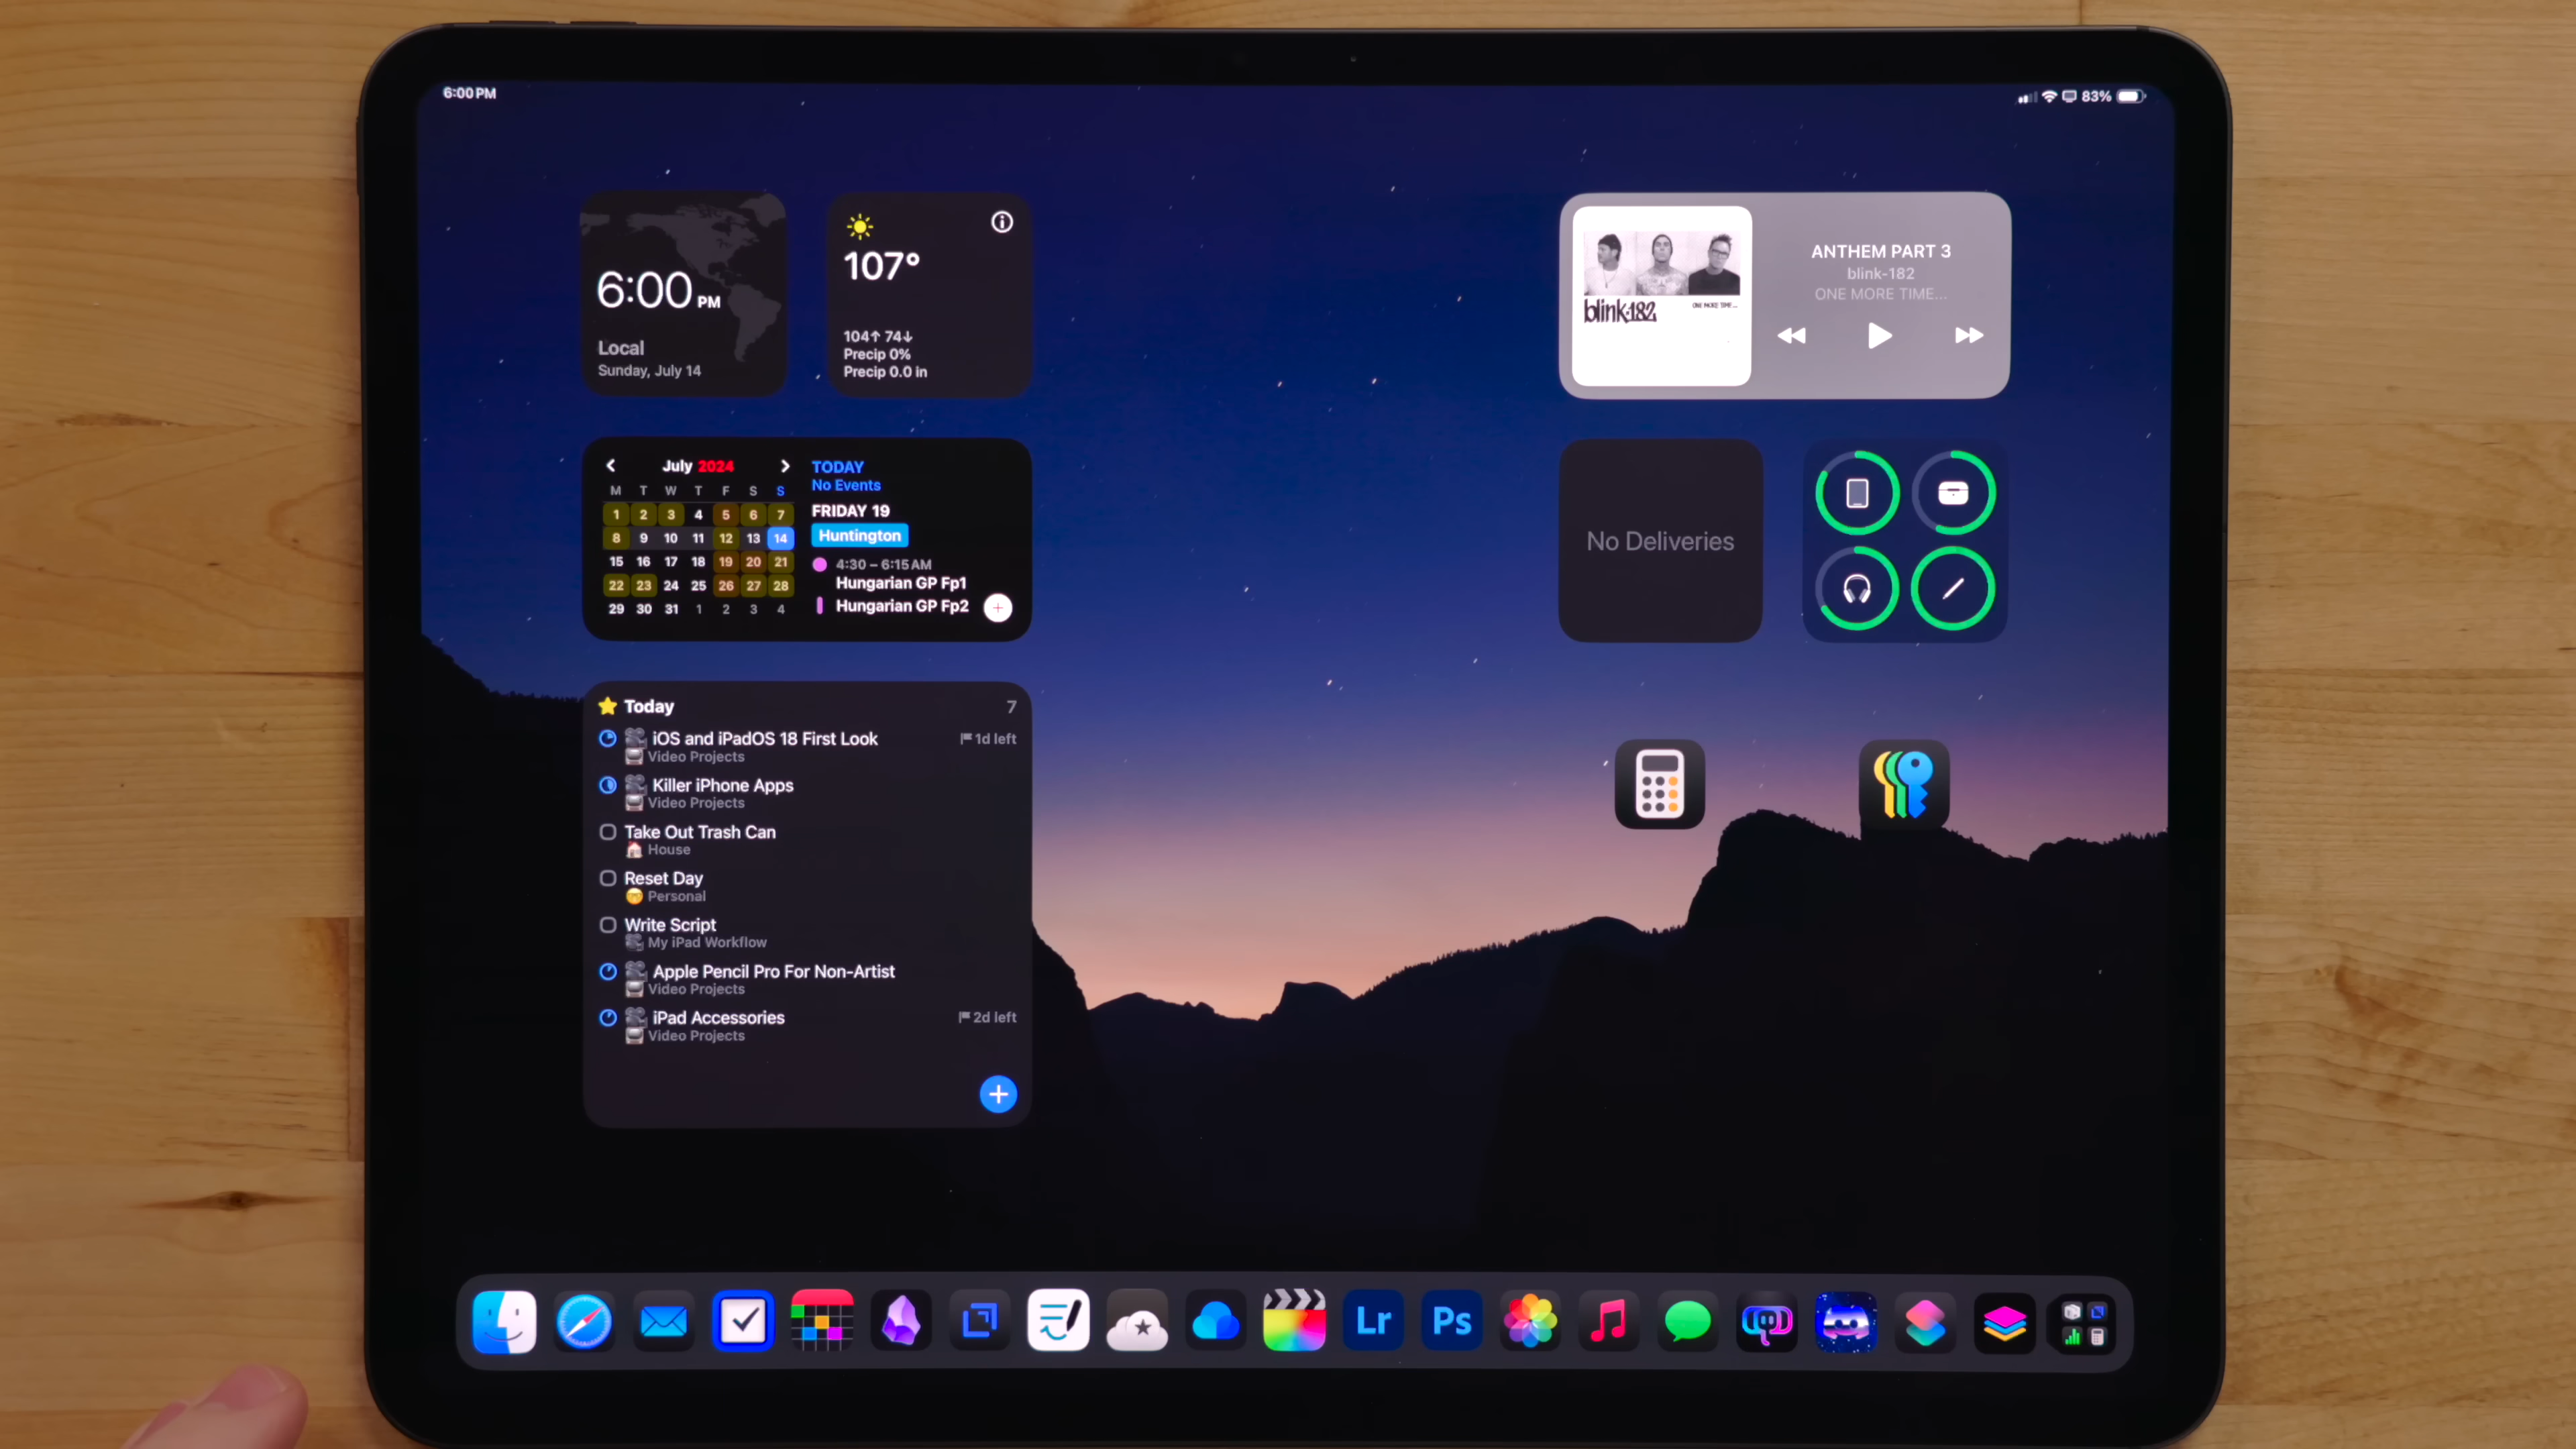 6:00 PM
83%
6:00 PM
Local
Sunday, July 14
107°
104↑ 74↓
Precip 0%
Precip 0.0 in
ANTHEM PART 3
blink-182
ONE MORE TIME...
blink-182
ONE MORE TIME...
July 2024
M T W T F S S
1 2 3 4 5 6 7
8 9 10 11 12 13 14
15 16 17 18 19 20 21
22 23 24 25 26 27 28
29 30 31 1 2 3 4
TODAY
No Events
FRIDAY 19
Huntington
4:30 – 6:15 AM
Hungarian GP Fp1
Hungarian GP Fp2
No Deliveries
Today 7
iOS and iPadOS 18 First Look 1d left
Video Projects
Killer iPhone Apps
Video Projects
Take Out Trash Can
House
Reset Day
Personal
Write Script
My iPad Workflow
Apple Pencil Pro For Non-Artist
Video Projects
iPad Accessories 2d left
Video Projects
Lr
Ps